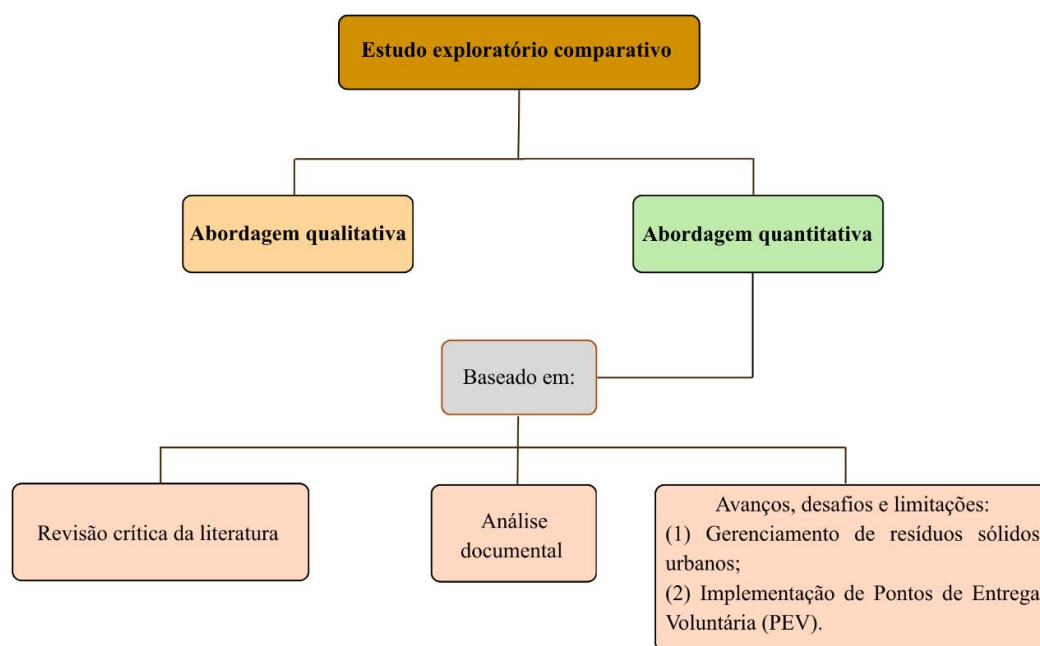 Estudo exploratório comparativo
Abordagem qualitativa
Abordagem quantitativa
Baseado em:
Revisão crítica da literatura
Análise
documental
Avanços, desafios e limitações:
(1) Gerenciamento de resíduos sólidos
urbanos;
(2) Implementação de Pontos de Entrega
Voluntária (PEV).